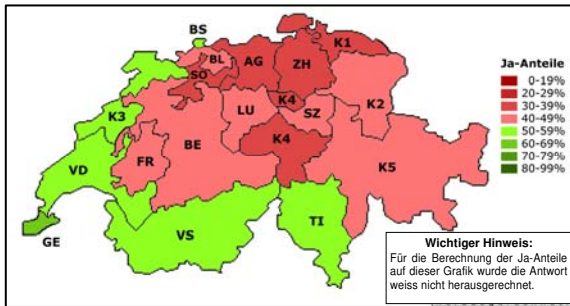 BS
K1
BL
SO
AG
ZH
K4
K2
LU
SZ
K3
K4
BE
FR
VD
K5
GE
VS
TI
Ja-Anteile
0-19%
20-29%
30-39%
40-49%
50-59%
60-69%
70-79%
80-99%
Wichtiger Hinweis:
Für die Berechnung der Ja-Anteile
auf dieser Grafik wurde die Antwort
weiss nicht herausgerechnet.